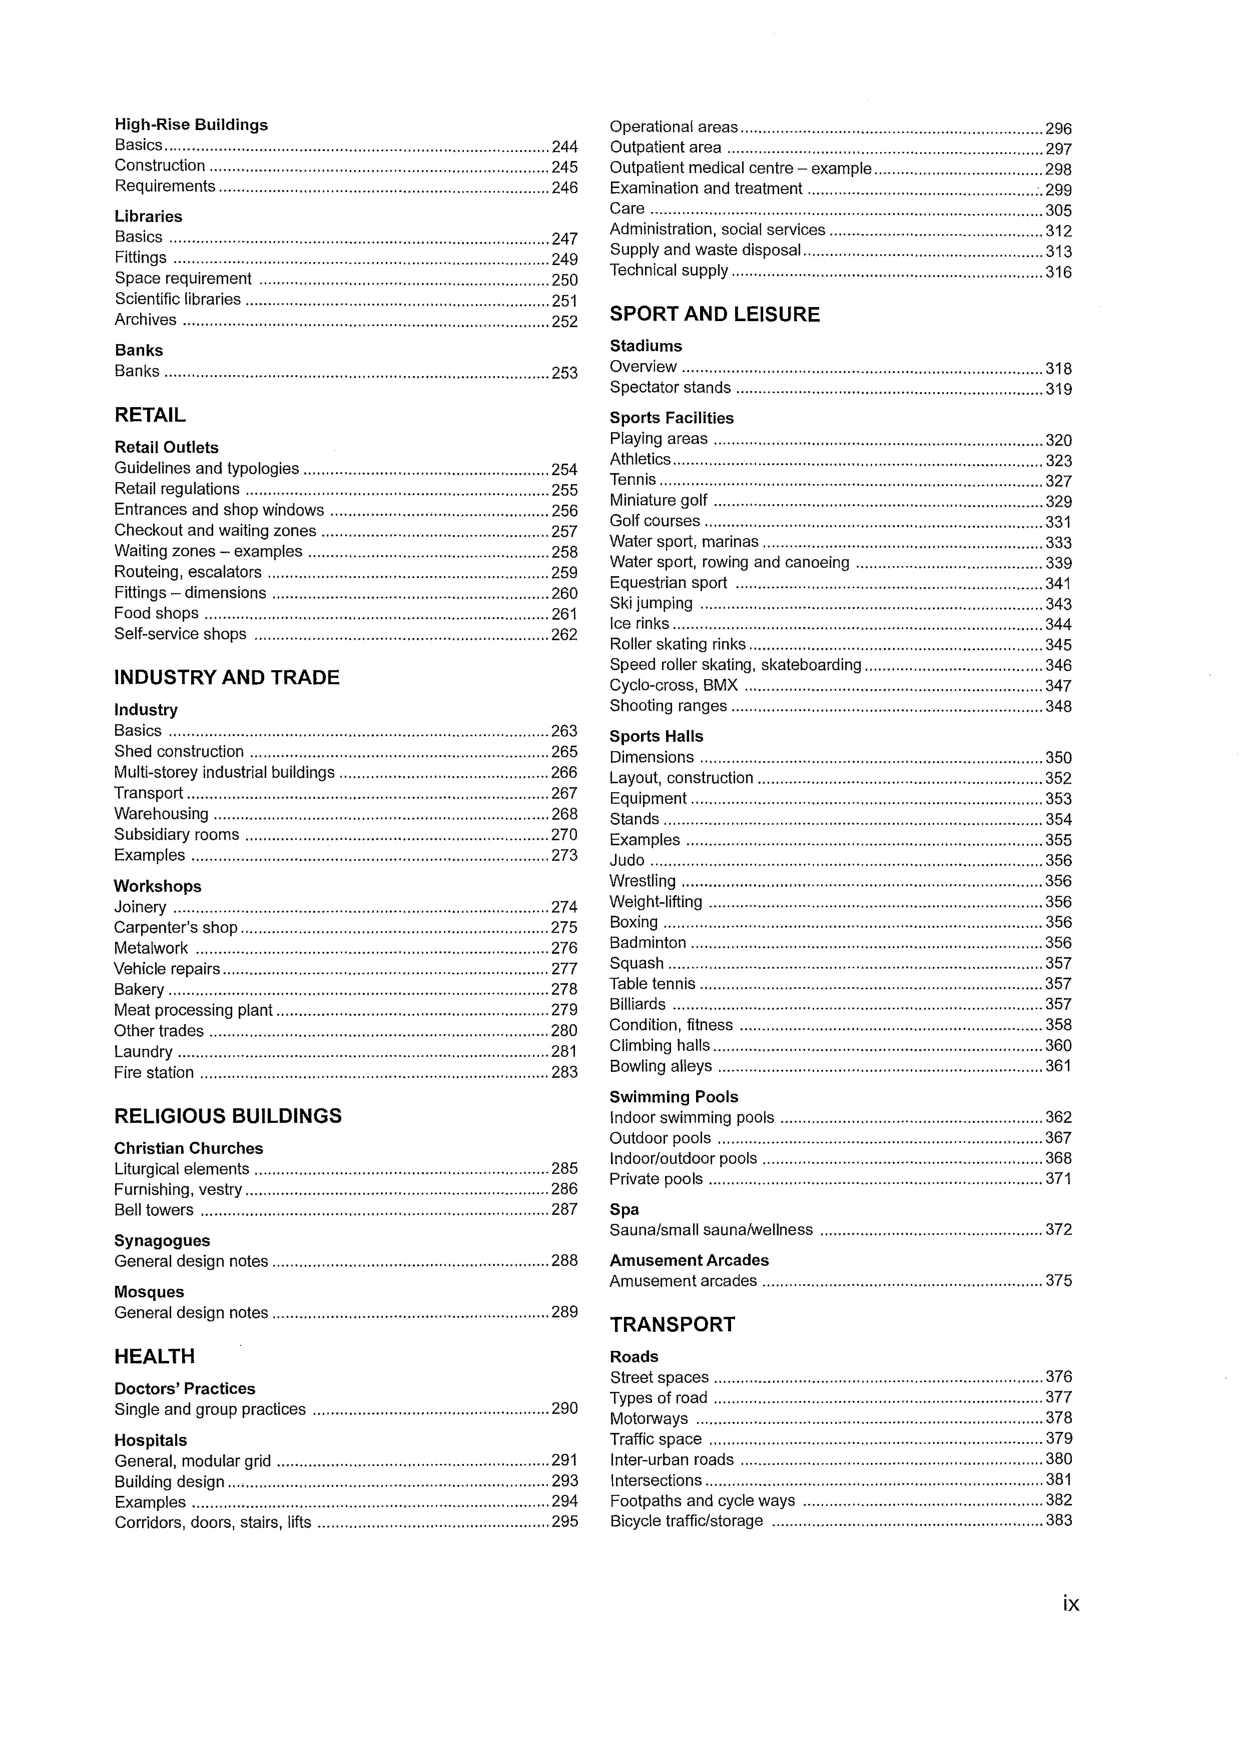 High-Rise Buildings
Basics ........ 244
Construction ........ 245
Requirements ........ 246
Libraries
Basics ........ 247
Fittings ........ 249
Space requirement ........ 250
Scientific libraries ........ 251
Archives ........ 252
Banks
Banks ........ 253
RETAIL
Retail Outlets
Guidelines and typologies ........ 254
Retail regulations ........ 255
Entrances and shop windows ........ 256
Checkout and waiting zones ........ 257
Waiting zones – examples ........ 258
Routeing, escalators ........ 259
Fittings – dimensions ........ 260
Food shops ........ 261
Self-service shops ........ 262
INDUSTRY AND TRADE
Industry
Basics ........ 263
Shed construction ........ 265
Multi-storey industrial buildings ........ 266
Transport ........ 267
Warehousing ........ 268
Subsidiary rooms ........ 270
Examples ........ 273
Workshops
Joinery ........ 274
Carpenter's shop ........ 275
Metalwork ........ 276
Vehicle repairs ........ 277
Bakery ........ 278
Meat processing plant ........ 279
Other trades ........ 280
Laundry ........ 281
Fire station ........ 283
RELIGIOUS BUILDINGS
Christian Churches
Liturgical elements ........ 285
Furnishing, vestry ........ 286
Bell towers ........ 287
Synagogues
General design notes ........ 288
Mosques
General design notes ........ 289
HEALTH
Doctors' Practices
Single and group practices ........ 290
Hospitals
General, modular grid ........ 291
Building design ........ 293
Examples ........ 294
Corridors, doors, stairs, lifts ........ 295
Operational areas ........ 296
Outpatient area ........ 297
Outpatient medical centre – example ........ 298
Examination and treatment ........ 299
Care ........ 305
Administration, social services ........ 312
Supply and waste disposal ........ 313
Technical supply ........ 316
SPORT AND LEISURE
Stadiums
Overview ........ 318
Spectator stands ........ 319
Sports Facilities
Playing areas ........ 320
Athletics ........ 323
Tennis ........ 327
Miniature golf ........ 329
Golf courses ........ 331
Water sport, marinas ........ 333
Water sport, rowing and canoeing ........ 339
Equestrian sport ........ 341
Ski jumping ........ 343
Ice rinks ........ 344
Roller skating rinks ........ 345
Speed roller skating, skateboarding ........ 346
Cyclo-cross, BMX ........ 347
Shooting ranges ........ 348
Sports Halls
Dimensions ........ 350
Layout, construction ........ 352
Equipment ........ 353
Stands ........ 354
Examples ........ 355
Judo ........ 356
Wrestling ........ 356
Weight-lifting ........ 356
Boxing ........ 356
Badminton ........ 356
Squash ........ 357
Table tennis ........ 357
Billiards ........ 357
Condition, fitness ........ 358
Climbing halls ........ 360
Bowling alleys ........ 361
Swimming Pools
Indoor swimming pools ........ 362
Outdoor pools ........ 367
Indoor/outdoor pools ........ 368
Private pools ........ 371
Spa
Sauna/small sauna/wellness ........ 372
Amusement Arcades
Amusement arcades ........ 375
TRANSPORT
Roads
Street spaces ........ 376
Types of road ........ 377
Motorways ........ 378
Traffic space ........ 379
Inter-urban roads ........ 380
Intersections ........ 381
Footpaths and cycle ways ........ 382
Bicycle traffic/storage ........ 383
ix